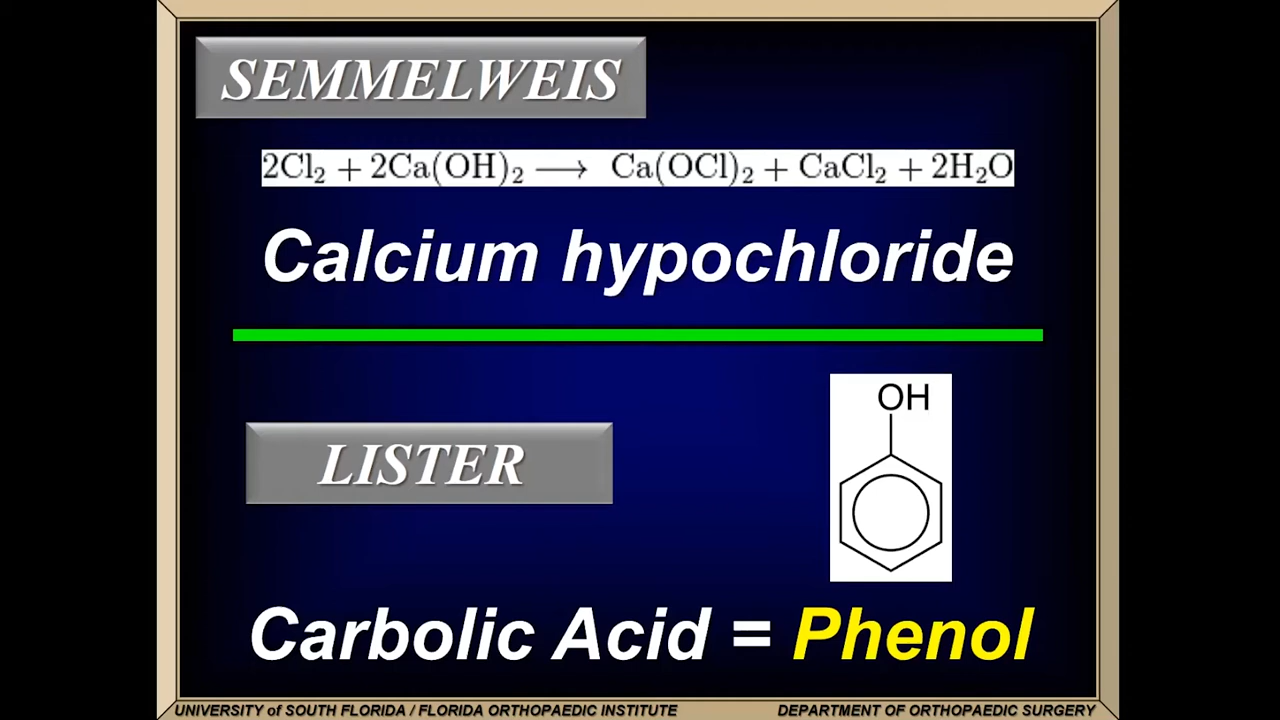 SEMMELWEIS
2Cl₂ + 2Ca(OH)₂ ⟶ Ca(OCl)₂ + CaCl₂ + 2H₂O
Calcium hypochloride
LISTER
OH
Carbolic Acid = Phenol
UNIVERSITY of SOUTH FLORIDA / FLORIDA ORTHOPAEDIC INSTITUTE DEPARTMENT OF ORTHOPAEDIC SURGERY